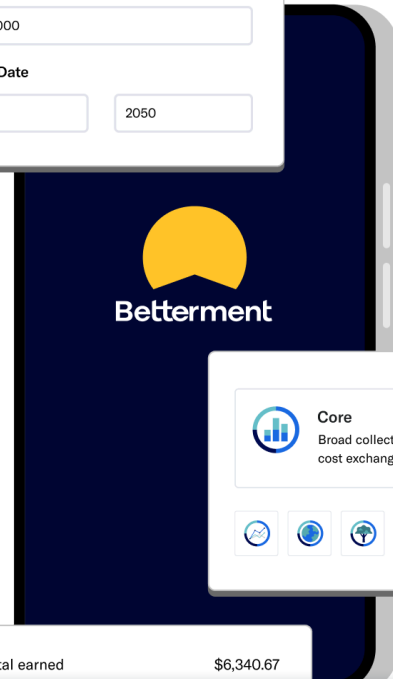 000
Date
2050
Betterment
Core
Broad collect
cost exchang
tal earned
$6,340.67